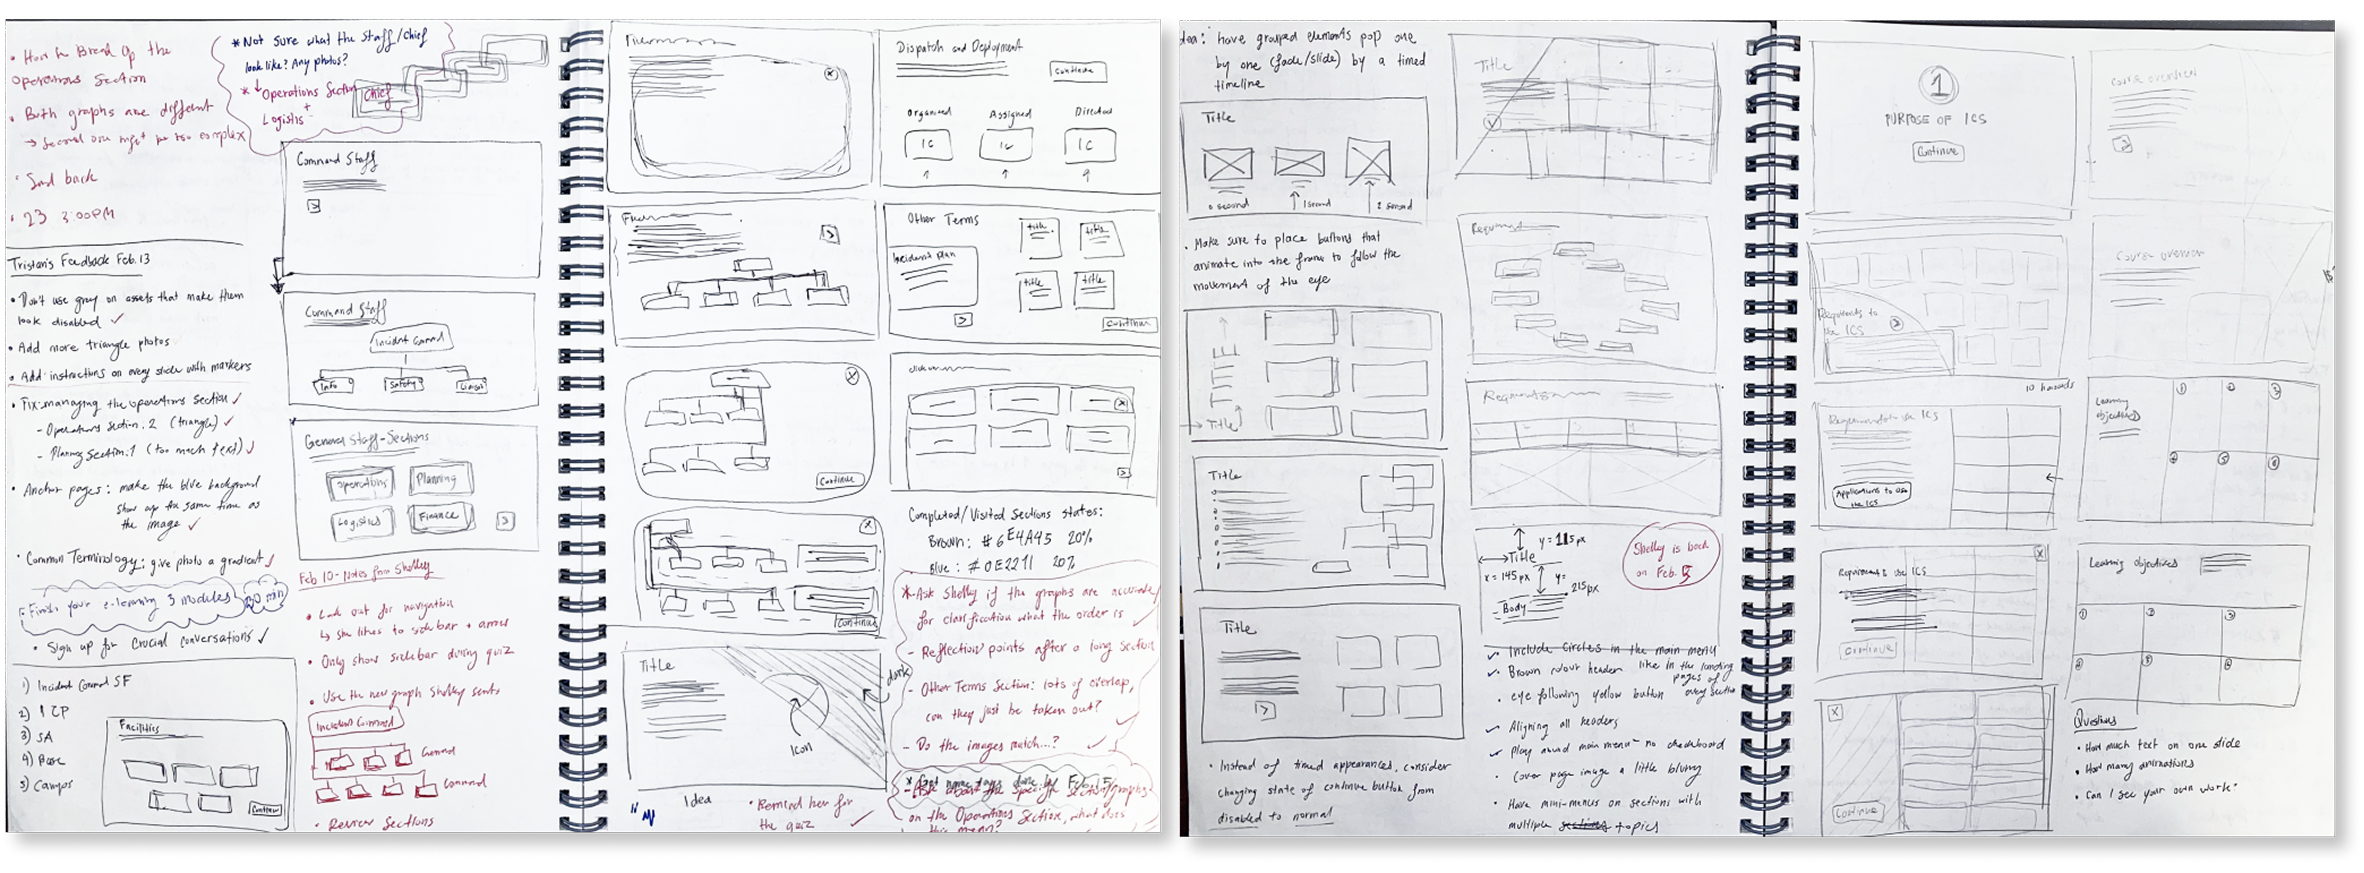 • How to Break Up the
Operations Section
• Both graphs are different
→ Second one might be too complex
• Send back
• 23 3:00PM
* Not sure what the Staff/Chief
look like? Any photos?
* ↓ Operations Section Chief
+
Logistics
Command Staff
>
Command Staff
Incident Command
Info
Safety
Liaison
General Staff-Sections
Operations
Planning
Logistics
Finance
>
Tristan's Feedback Feb.13
• Don't use gray on assets that make them
look disabled ✓
• Add more triangle photos
• Add instructions on every slide with markers
• Fix managing the operations section ✓
- Operations Section.2 (triangle) ✓
- Planning Section.1 (too much text) ✓
• Anchor pages: make the blue background
show up the same time as
the image ✓
• Common Terminology: give photo a gradient ✓
Finish your e-learning 3 modules
30 min
• Sign up for Crucial Conversations ✓
1) Incident Command SF
2) ICP
3) SA
4) Base
5) Camps
Facilities
Continue
Feb 10 - Notes from Shelley
• Look out for navigation
↳ she likes to sidebar + arrow
• Only show sidebar during quiz
• Use the new graph Shelley sent
Incident Command
General
Command
• Review Sections
X
>
X
Continue
X
Continue
Title
Icon
dark
Idea
• Remind her for
the quiz ✓
Dispatch and Deployment
Continue
Organized
Assigned
Directed
IC
IC
IC
Other Terms
Incident Plan
title
title
title
title
>
Continue
X
>
Completed/Visited Sections states:
Brown: #6E4A45 20%
Blue: #0E2211 20%
* Ask Shelley if the graphs are accurate
for clarification what the order is ✓
- Reflection points after a long section
- Other Terms Section: lots of overlap,
can they just be taken out? ✓
- Do the images match...? ✓
on the Operations Section, what does
this mean?
Idea: have grouped elements pop one
by one (fade/slide) by a timed
timeline
Title
0 second
1 second
2 second
• Make sure to place buttons that
animate into the frame to follow the
movement of the eye
TITLE
Title
Title
Title
>
• Instead of timed appearances, consider
changing state of continue button from
disabled to normal
Title
Requirements
Requirements
y = 115px
Title
x = 145px
y =
215px
- Body
Shelley is back
on Feb. 5
✓ Include circles in the main menu
✓ Brown colour header like in the landing
pages of
every section
eye following yellow button
✓ Aligning all headers
✓ Play around main menu - no checkboard
• Cover page image a little blurry
• Have mini-menus on sections with
multiple sections topics
1
PURPOSE OF ICS
Continue
Course overview
>
Requirements to
use ICS
>
Course overview
10 hazards
Requirements to use ICS
Applications to use
the ICS
Learning
objectives
1
2
3
4
5
6
X
Requirements to use ICS
Continue
Learning objectives
1
2
3
4
5
6
X
Continue
Questions
• How much text on one slide
• How many animations
• Can I see your own work?